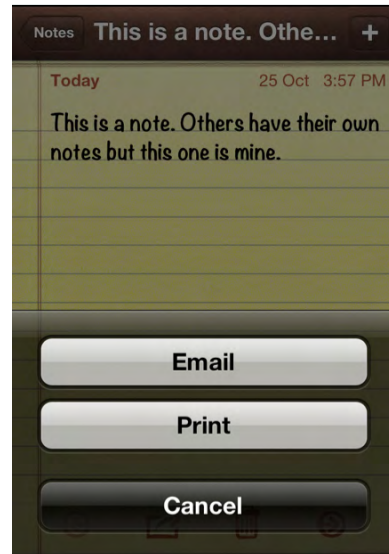 Notes This is a note. Othe... +
Today 25 Oct 3:57 PM
This is a note. Others have their own
notes but this one is mine.
Email
Print
Cancel